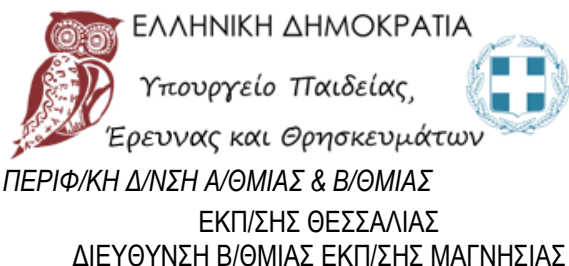 ΕΛΛΗΝΙΚΗ ΔΗΜΟΚΡΑΤΙΑ
Υπουργείο Παιδείας,
Έρευνας και Θρησκευμάτων
ΠΕΡΙΦ/ΚΗ Δ/ΝΣΗ Α/ΘΜΙΑΣ & Β/ΘΜΙΑΣ
ΕΚΠ/ΣΗΣ ΘΕΣΣΑΛΙΑΣ
ΔΙΕΥΘΥΝΣΗ Β/ΘΜΙΑΣ ΕΚΠ/ΣΗΣ ΜΑΓΝΗΣΙΑΣ